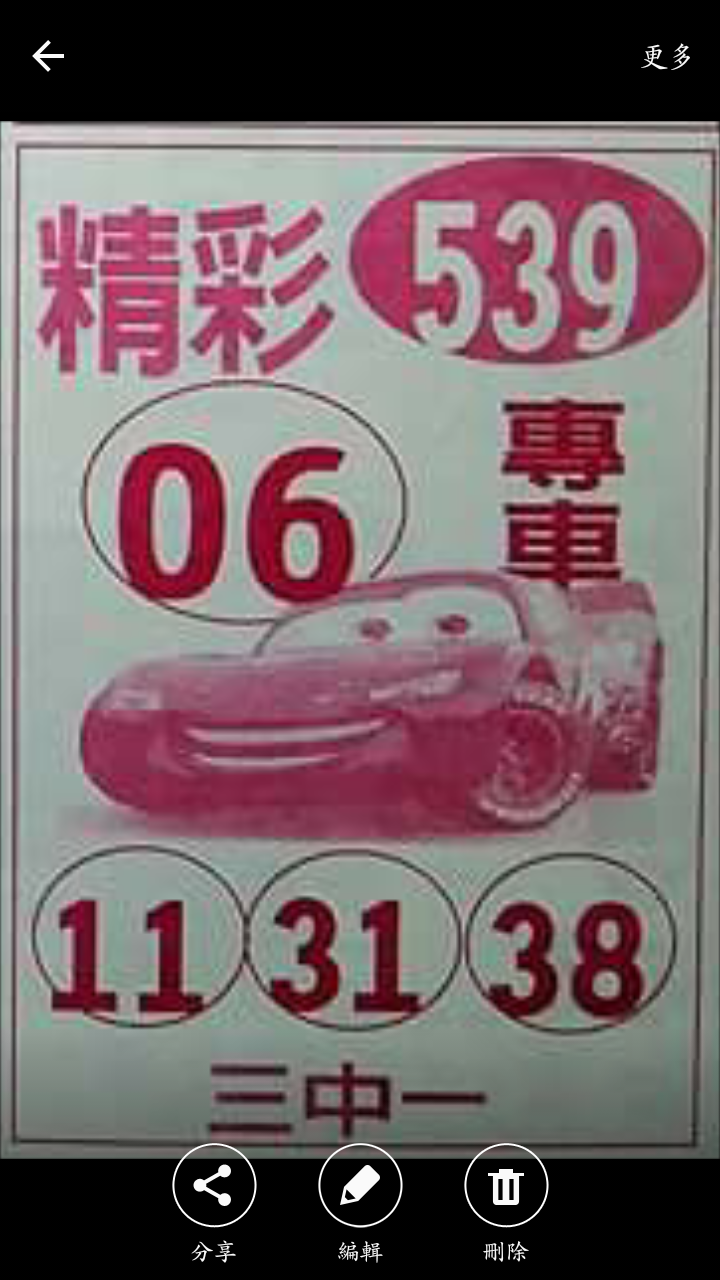 更多
精彩 539
06
專車
11 31 38
三中一
分享 編輯 刪除